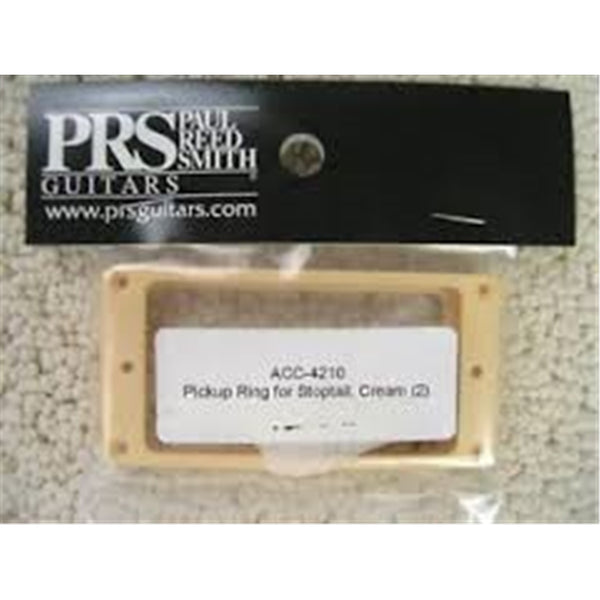 PRS PAUL
REED
SMITH
GUITARS
www.prsguitars.com
ACC-4210
Pickup Ring for Stoptail, Cream (2)